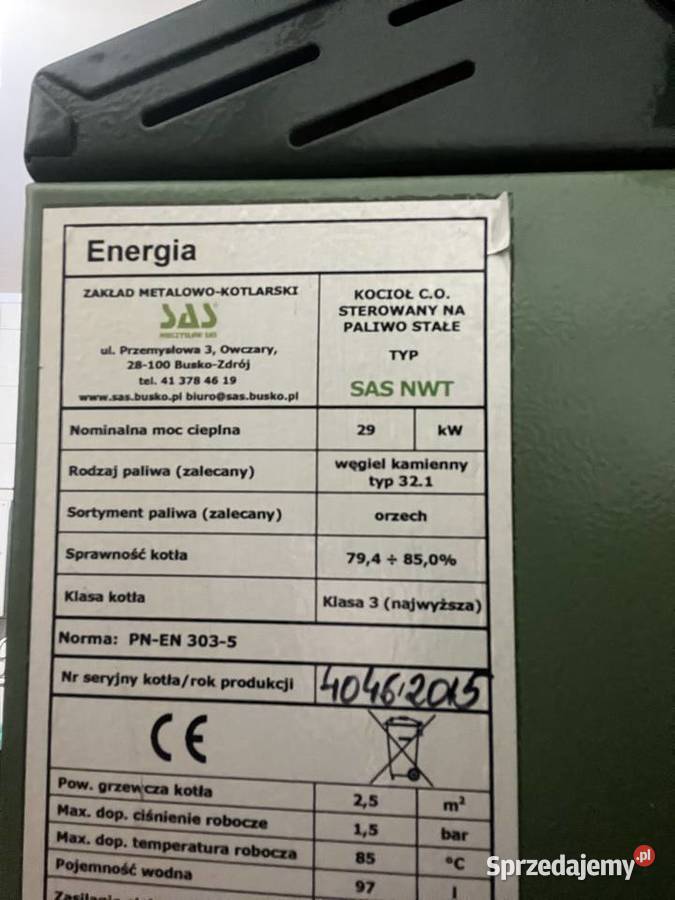 Energia
ZAKŁAD METALOWO-KOTLARSKI
SAS
MIECZYSŁAW SAS
ul. Przemysłowa 3, Owczary,
28-100 Busko-Zdrój
tel. 41 378 46 19
www.sas.busko.pl biuro@sas.busko.pl
KOCIOŁ C.O.
STEROWANY NA
PALIWO STAŁE
TYP
SAS NWT
Nominalna moc cieplna 29 kW
Rodzaj paliwa (zalecany) węgiel kamienny
typ 32.1
Sortyment paliwa (zalecany) orzech
Sprawność kotła 79,4 ÷ 85,0%
Klasa kotła Klasa 3 (najwyższa)
Norma: PN-EN 303-5
Nr seryjny kotła/rok produkcji 4046/2015
CE
Pow. grzewcza kotła 2,5 m²
Max. dop. ciśnienie robocze 1,5 bar
Max. dop. temperatura robocza 85 °C
Pojemność wodna 97 l
Sprzedajemy.pl